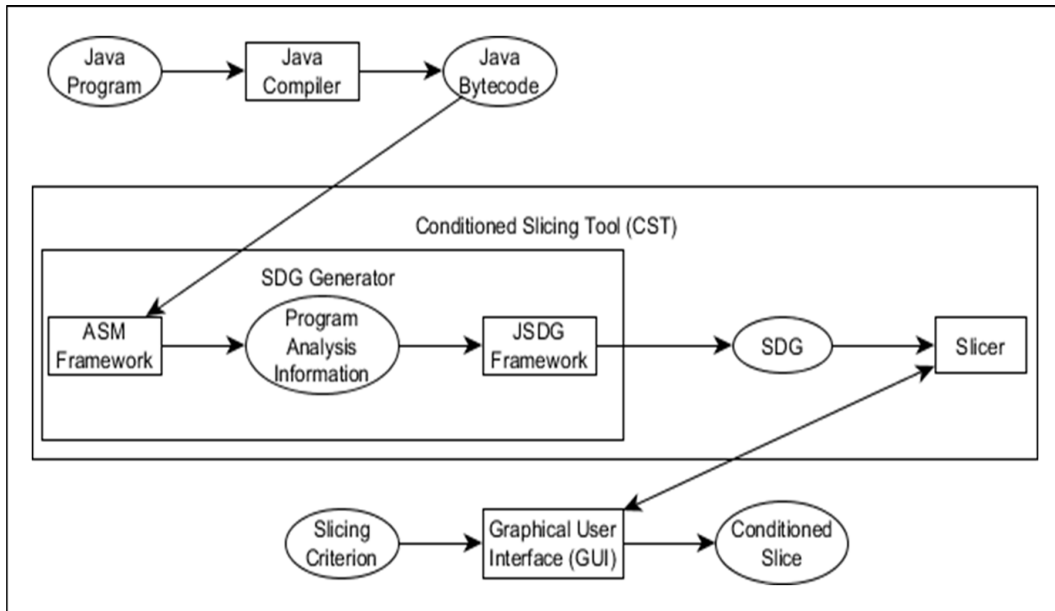 Java
Program
Java
Compiler
Java
Bytecode
Conditioned Slicing Tool (CST)
SDG Generator
ASM
Framework
Program
Analysis
Information
JSDG
Framework
SDG
Slicer
Slicing
Criterion
Graphical User
Interface (GUI)
Conditioned
Slice